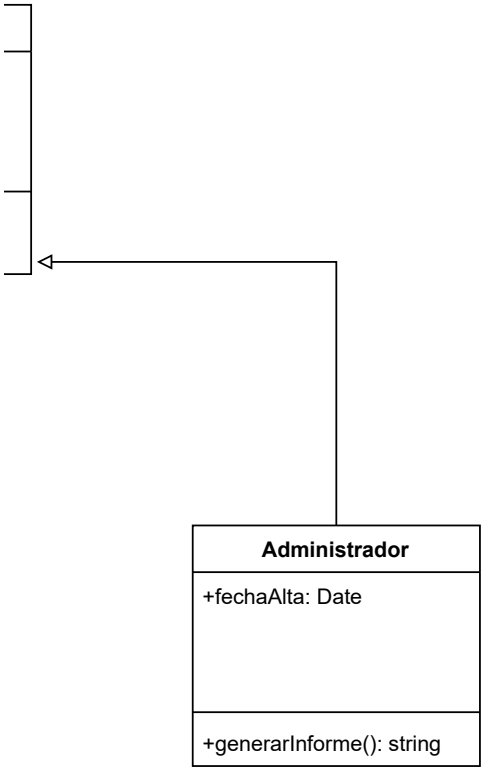 Administrador
+fechaAlta: Date
+generarInforme(): string